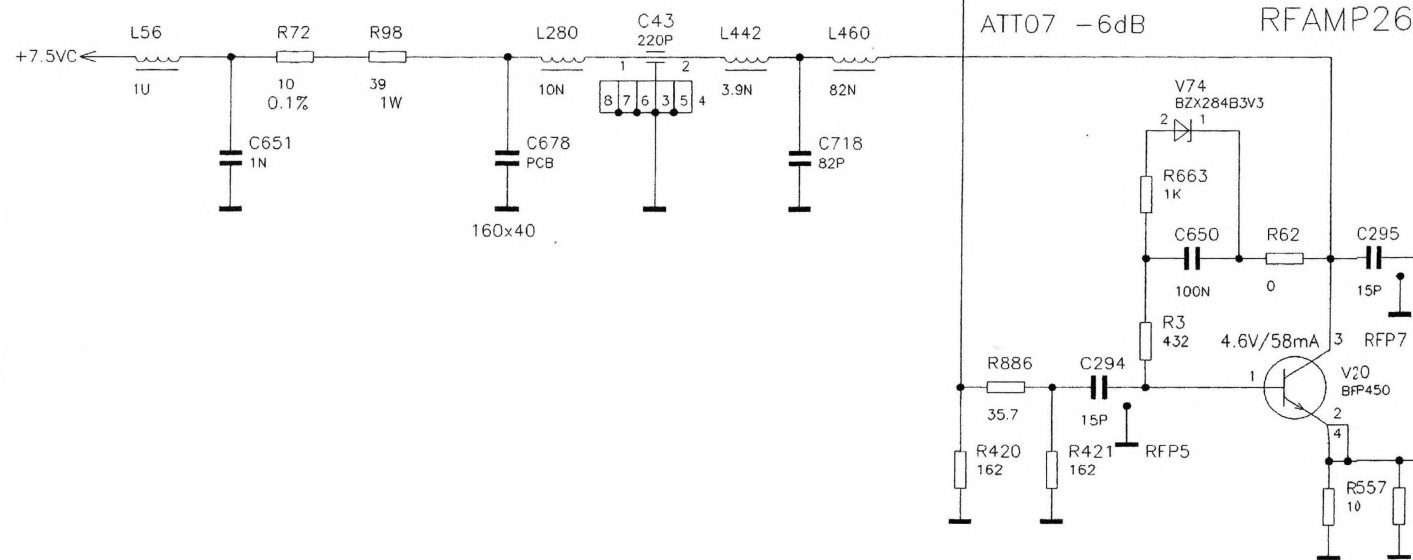 ATT07 -6dB
RFAMP26
+7.5VC
L56
1U
R72
10
0.1%
R98
39
1W
L280
10N
C43
220P
1
2
8
7
6
3
5
4
L442
3.9N
L460
82N
C651
1N
C678
PCB
160x40
C718
82P
V74
BZX284B3V3
2
1
R663
1K
C650
100N
R62
0
C295
15P
R3
432
4.6V/58mA
3
RFP7
R886
35.7
C294
15P
1
V20
BFP450
2
4
R420
162
R421
162
RFP5
R557
10